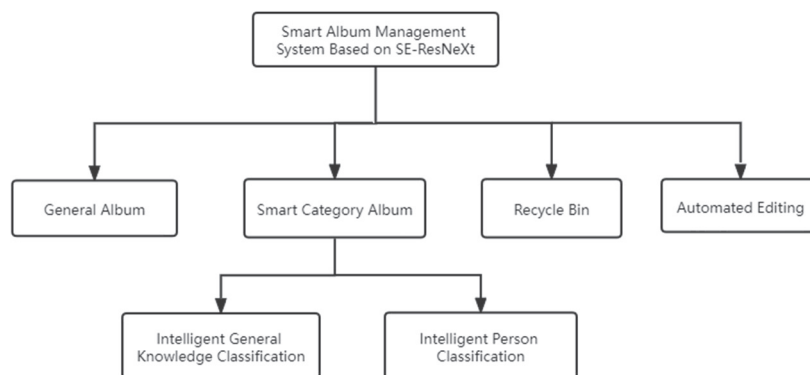 Smart Album Management
System Based on SE-ResNeXt
General Album
Smart Category Album
Recycle Bin
Automated Editing
Intelligent General
Knowledge Classification
Intelligent Person
Classification